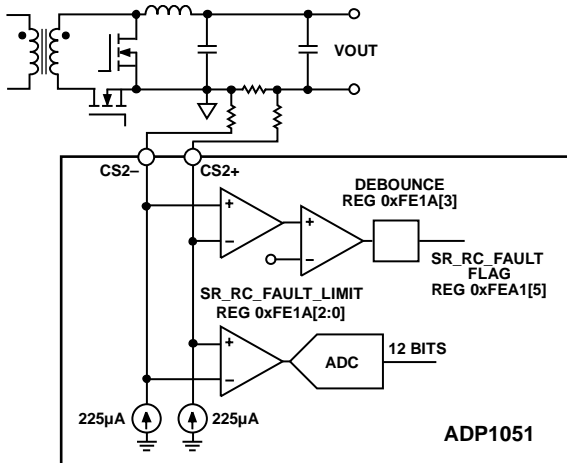 VOUT
CS2–
CS2+
DEBOUNCE
REG 0xFE1A[3]
+
–
+
–
SR_RC_FAULT
FLAG
REG 0xFEA1[5]
SR_RC_FAULT_LIMIT
REG 0xFE1A[2:0]
+
–
ADC
12 BITS
225µA
225µA
ADP1051